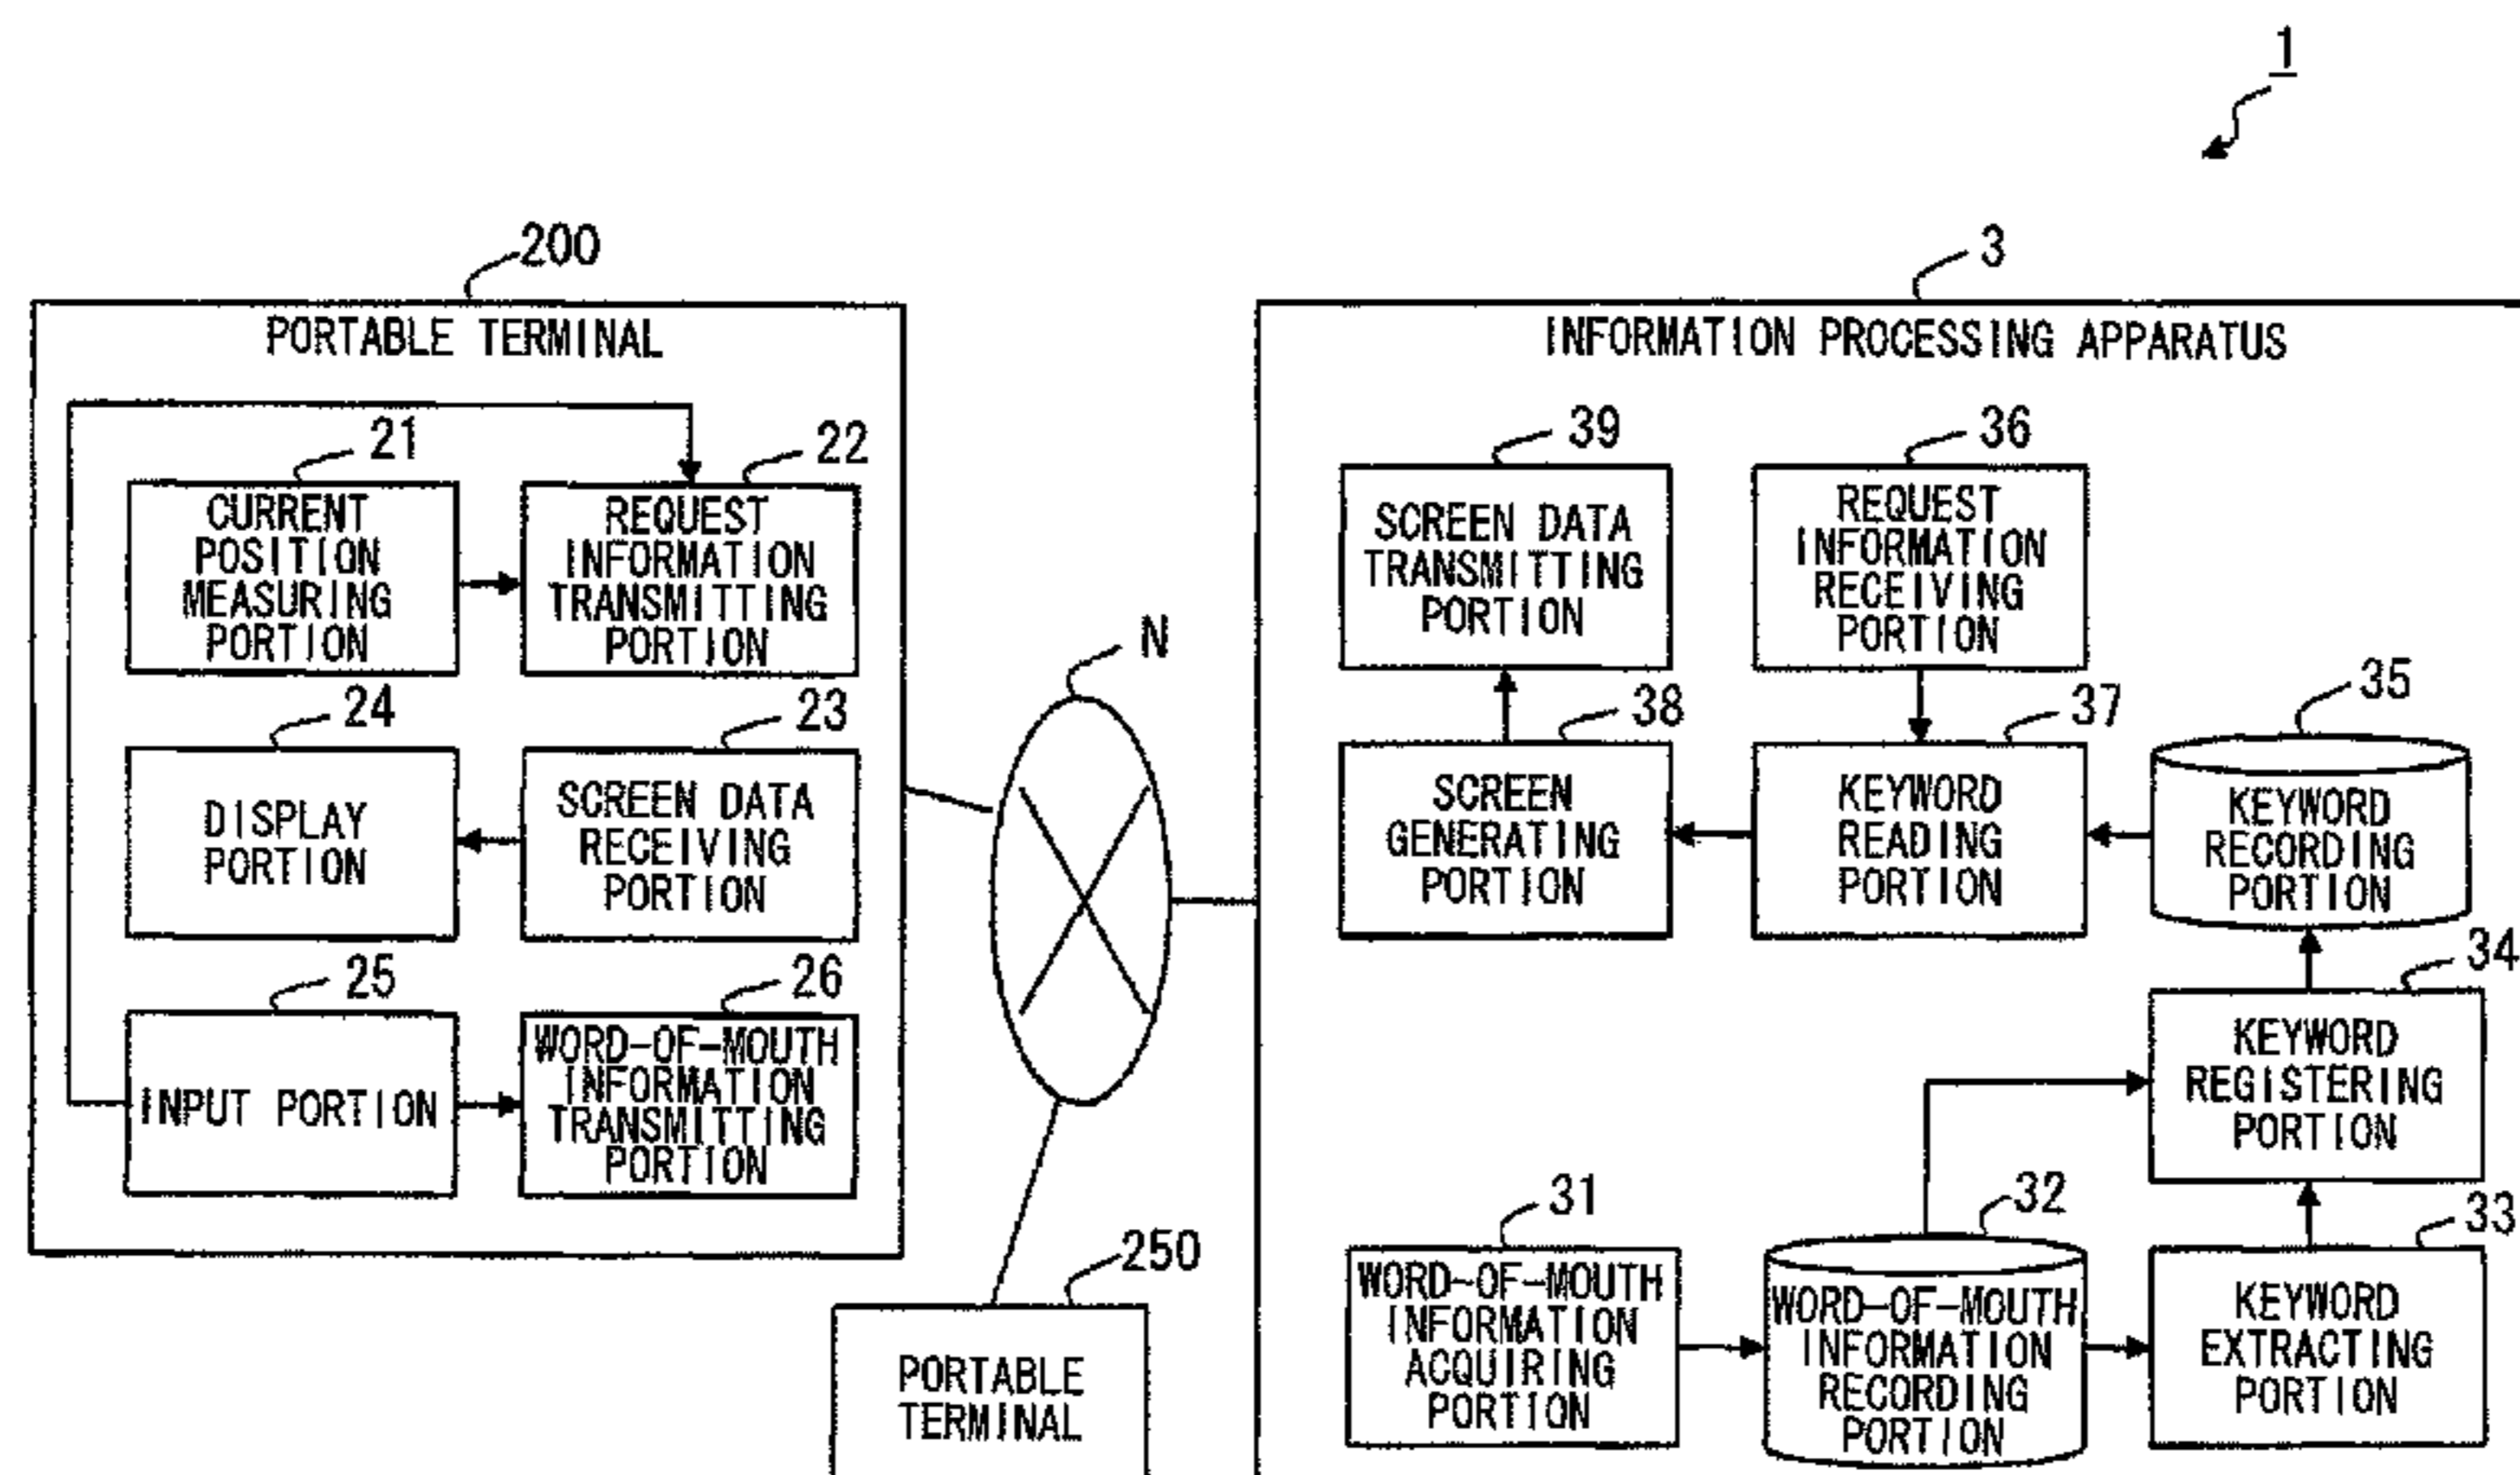 1
200
3
PORTABLE TERMINAL
INFORMATION PROCESSING APPARATUS
21
22
39
36
CURRENT
POSITION
MEASURING
PORTION
REQUEST
INFORMATION
TRANSMITTING
PORTION
SCREEN DATA
TRANSMITTING
PORTION
REQUEST
INFORMATION
RECEIVING
PORTION
N
24
23
38
37
35
DISPLAY
PORTION
SCREEN DATA
RECEIVING
PORTION
SCREEN
GENERATING
PORTION
KEYWORD
READING
PORTION
KEYWORD
RECORDING
PORTION
25
26
34
INPUT PORTION
WORD-OF-MOUTH
INFORMATION
TRANSMITTING
PORTION
KEYWORD
REGISTERING
PORTION
31
32
33
250
WORD-OF-MOUTH
INFORMATION
ACQUIRING
PORTION
WORD-OF-MOUTH
INFORMATION
RECORDING
PORTION
KEYWORD
EXTRACTING
PORTION
PORTABLE
TERMINAL